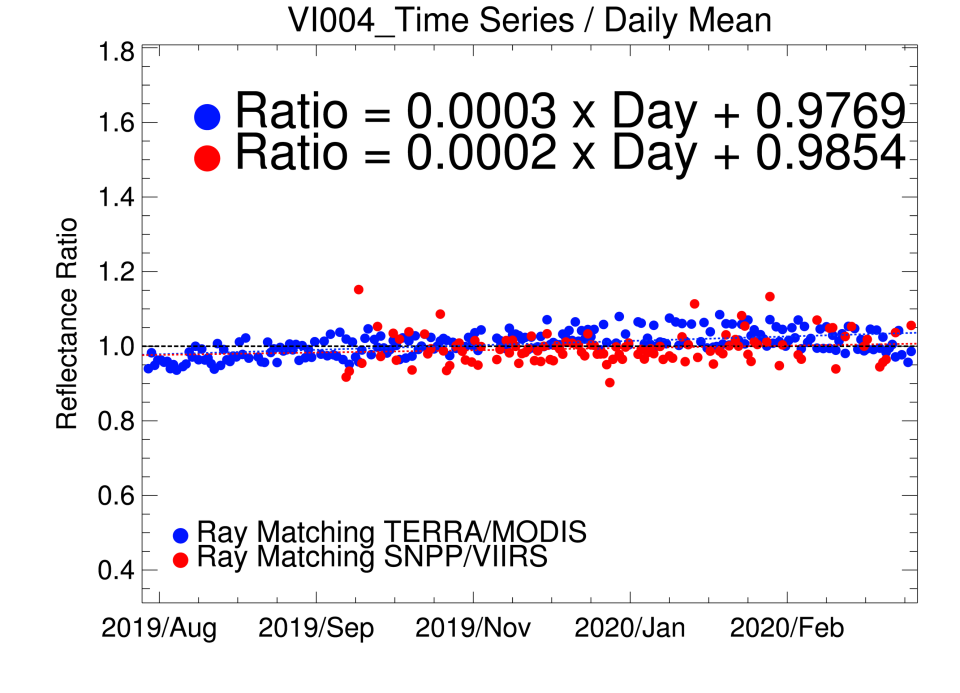 VI004_Time Series / Daily Mean
1.8
Ratio = 0.0003 x Day + 0.9769
1.6
Ratio = 0.0002 x Day + 0.9854
1.4
1.2
Reflectance Ratio
1.0
0.8
0.6
Ray Matching TERRA/MODIS
Ray Matching SNPP/VIIRS
0.4
2019/Aug 2019/Sep 2019/Nov 2020/Jan 2020/Feb